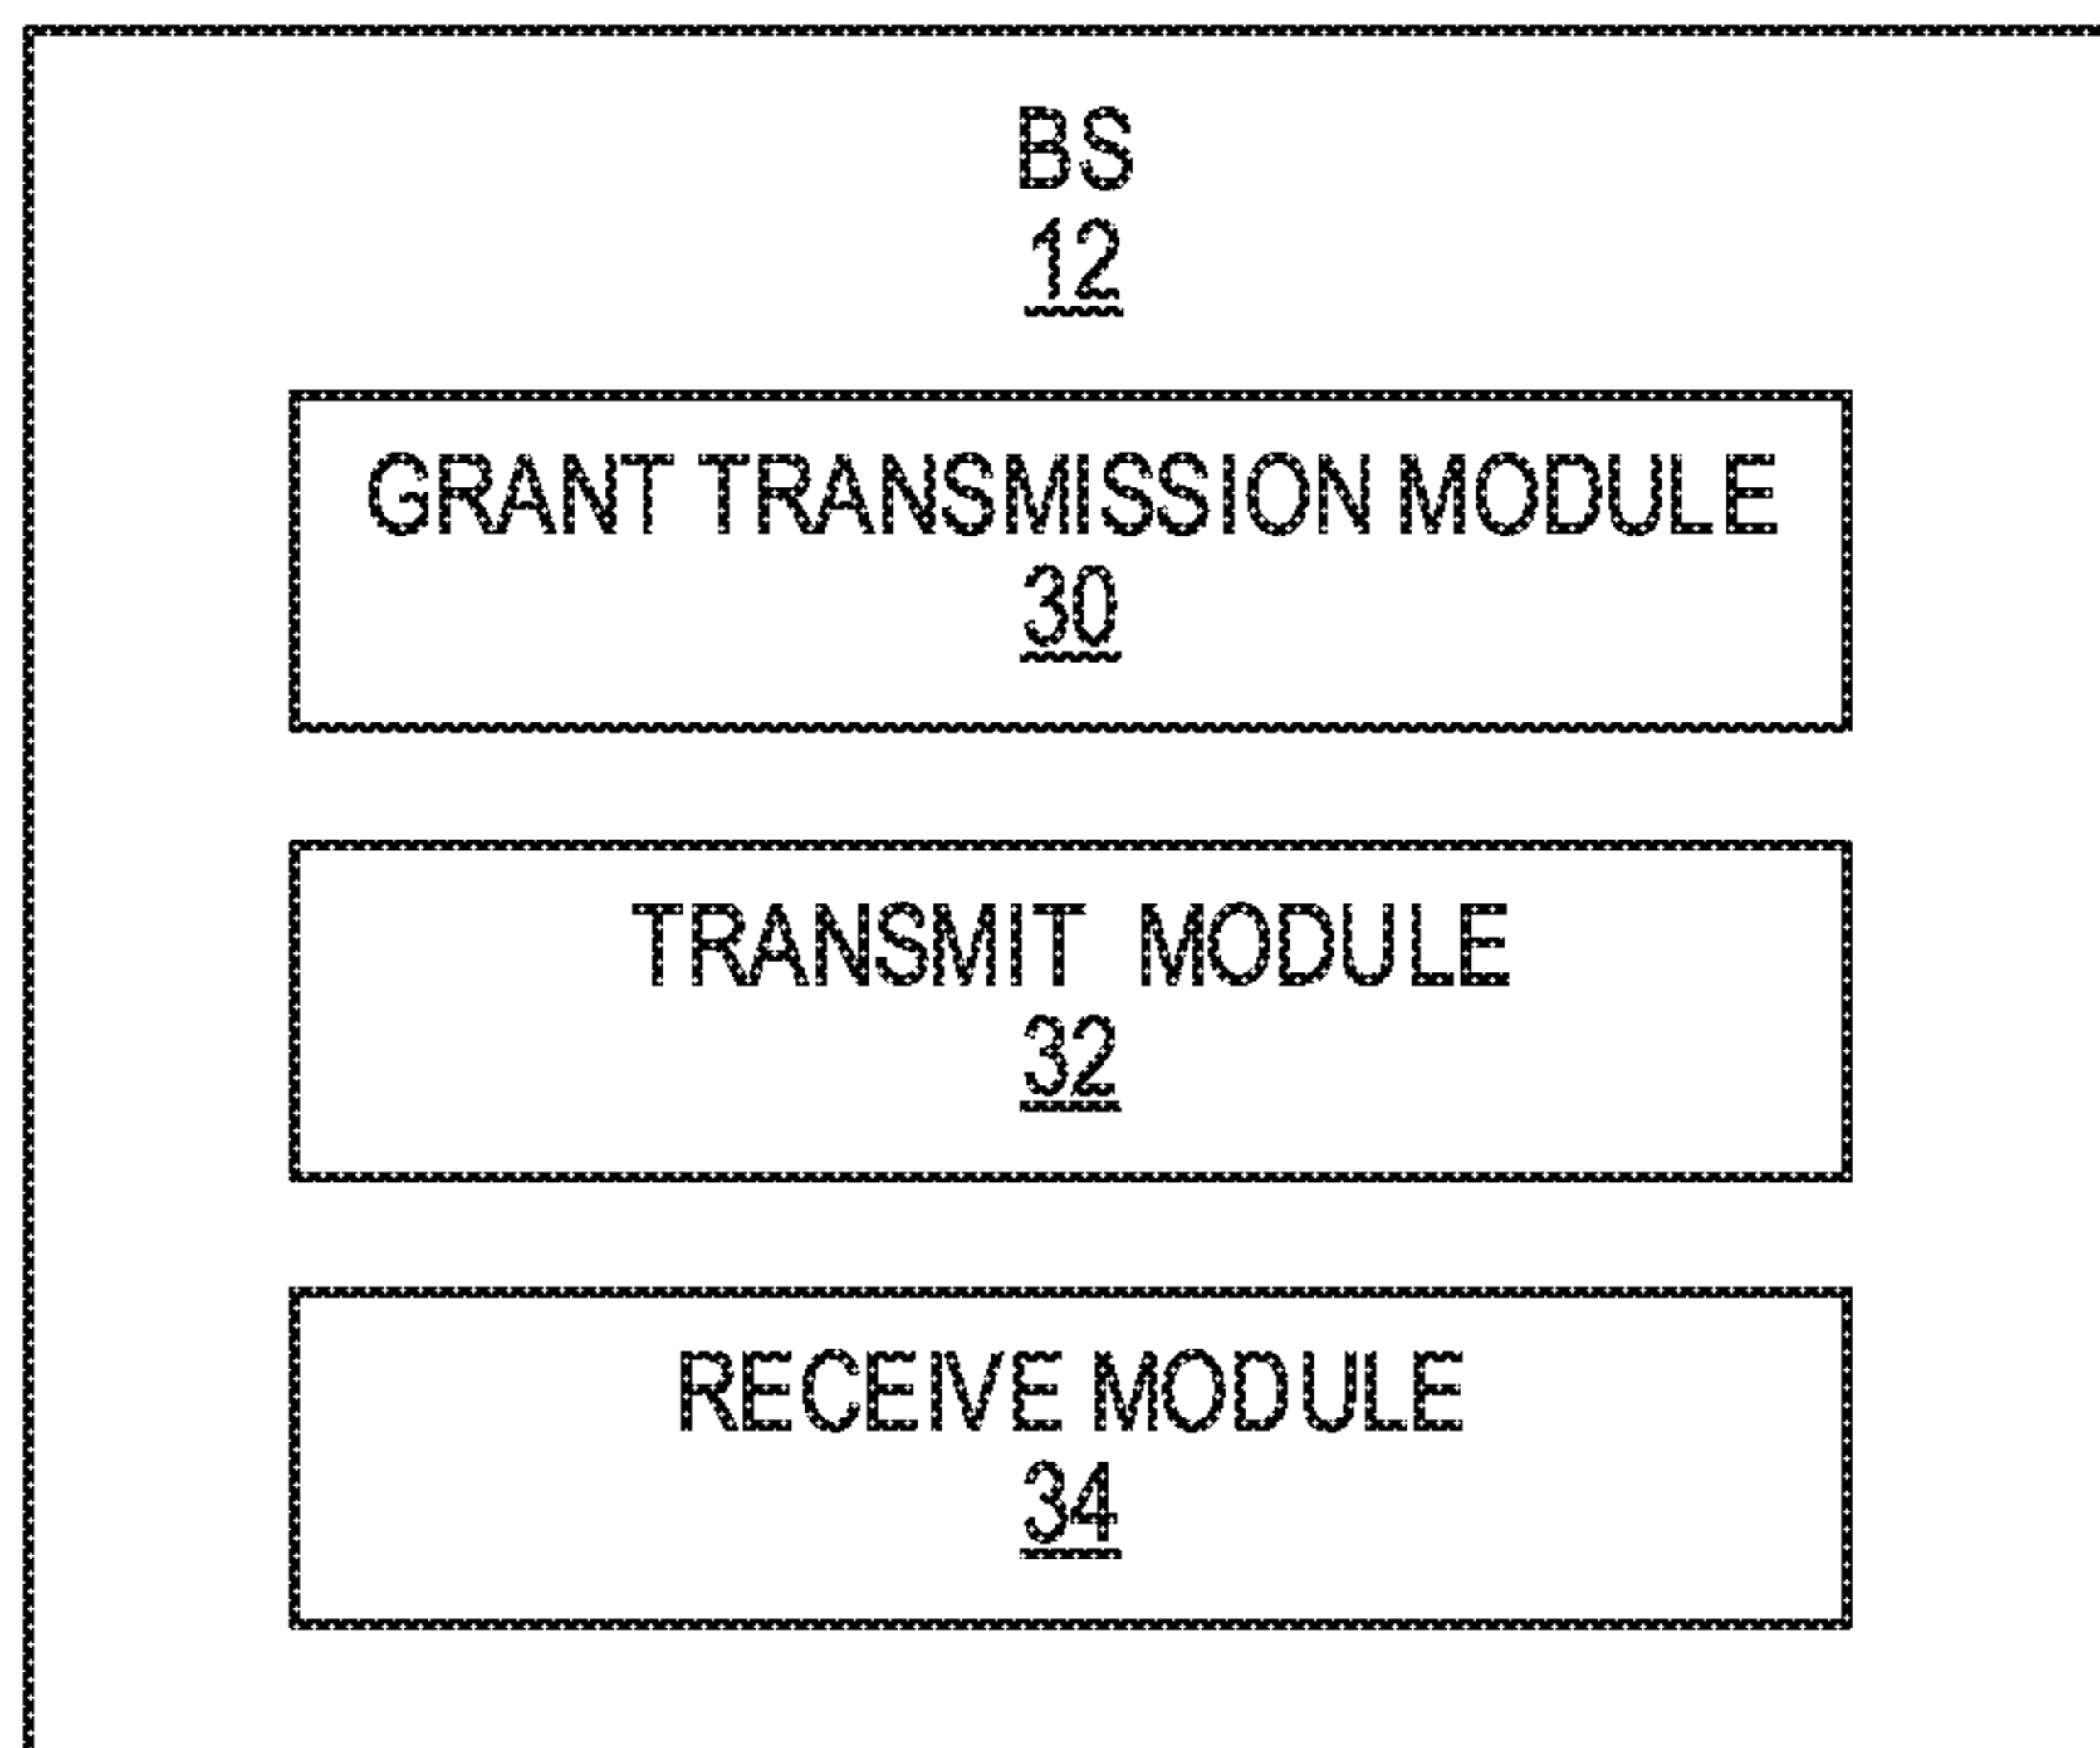 BS
12
GRANT TRANSMISSION MODULE
30
TRANSMIT MODULE
32
RECEIVE MODULE
34